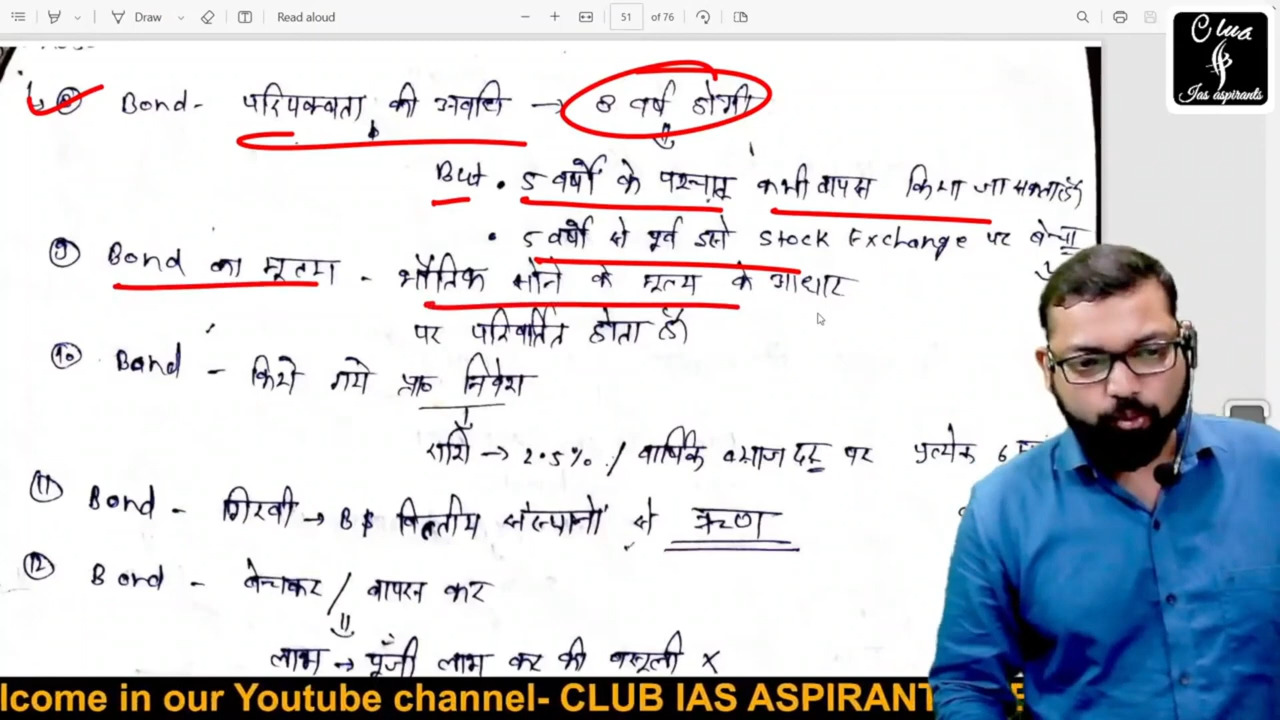 Draw
Read aloud
51 of 76
Club
Ias aspirants
⑧ Bond - परिपक्वता की अवधि → 8 वर्ष होगी
But • 5 वर्षों के पश्चात् कभी वापस किया जा सकता है
• 5 वर्षों से पूर्व इसे Stock Exchange पर बेचा
⑨ Bond का मूल्य - भौतिक सोने के मूल्य के आधार
पर परिवर्तित होता है
⑩ Bond - किये गये प्रा० निवेश
राशि → 2.5% / वार्षिक ब्याज दर पर प्रत्येक 6
⑪ Bond - गिरवी → B$ वित्तीय संस्थानों से ऋण
⑫ Bond - बेचकर / वापस कर
लाभ → पूँजी लाभ कर की वसूली x
lcome in our Youtube channel- CLUB IAS ASPIRANT